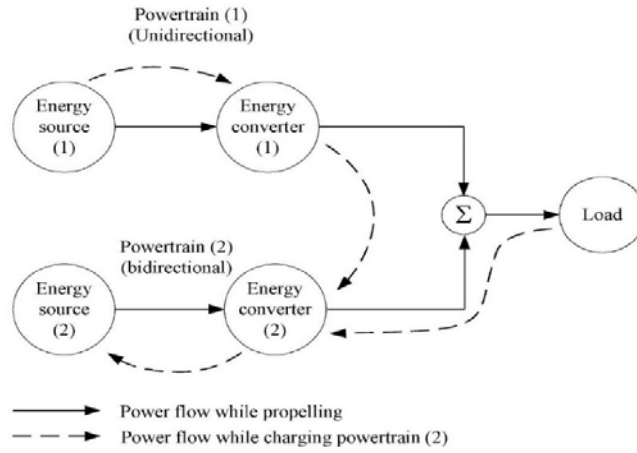 Powertrain (1)
(Unidirectional)
Energy
source
(1)
Energy
converter
(1)
Σ
Load
Powertrain (2)
(bidirectional)
Energy
source
(2)
Energy
converter
(2)
Power flow while propelling
Power flow while charging powertrain (2)